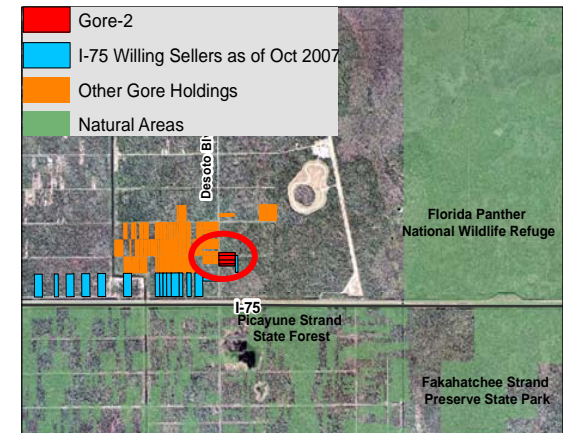 Gore-2
I-75 Willing Sellers as of Oct 2007
Other Gore Holdings
Natural Areas
Florida Panther
National Wildlife Refuge
I-75
Picayune Strand
State Forest
Fakahatchee Strand
Preserve State Park
Desoto